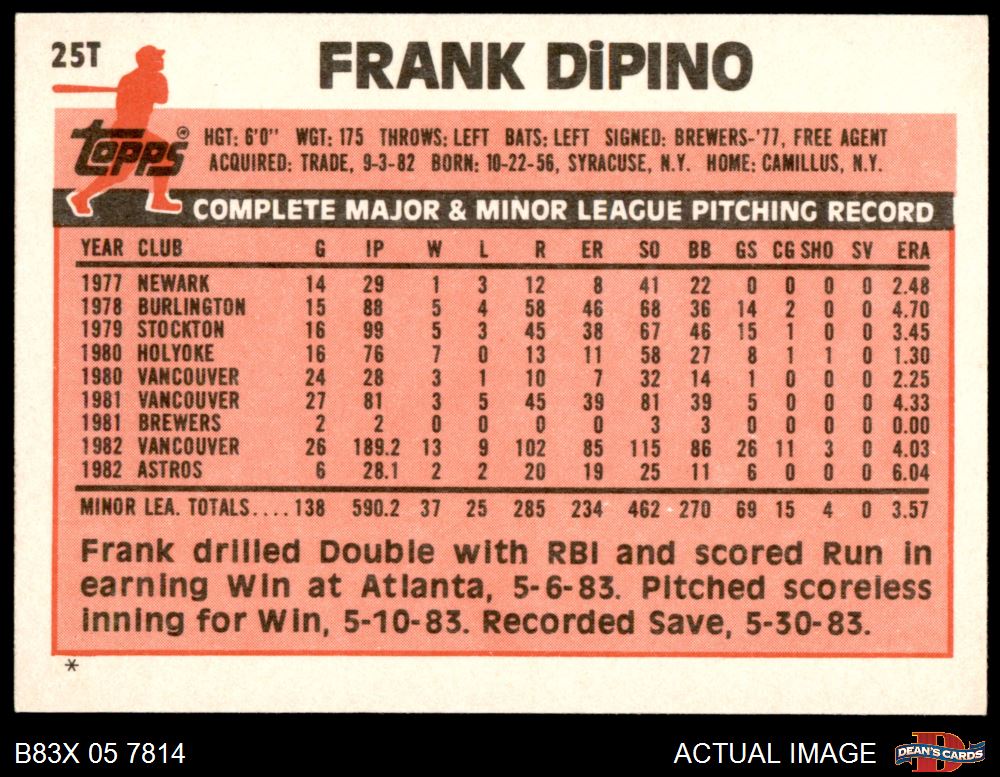 25T
FRANK DiPINO
topps®
HGT: 6'0" WGT: 175 THROWS: LEFT BATS: LEFT SIGNED: BREWERS-'77, FREE AGENT
ACQUIRED: TRADE, 9-3-82 BORN: 10-22-56, SYRACUSE, N.Y. HOME: CAMILLUS, N.Y.
COMPLETE MAJOR & MINOR LEAGUE PITCHING RECORD
YEAR CLUB G IP W L R ER SO BB GS CG SHO SV ERA
1977 NEWARK 14 29 1 3 12 8 41 22 0 0 0 0 2.48
1978 BURLINGTON 15 88 5 4 58 46 68 36 14 2 0 0 4.70
1979 STOCKTON 16 99 5 3 45 38 67 46 15 1 0 0 3.45
1980 HOLYOKE 16 76 7 0 13 11 58 27 8 1 1 0 1.30
1980 VANCOUVER 24 28 3 1 10 7 32 14 1 0 0 0 2.25
1981 VANCOUVER 27 81 3 5 45 39 81 39 5 0 0 0 4.33
1981 BREWERS 2 2 0 0 0 0 3 3 0 0 0 0 0.00
1982 VANCOUVER 26 189.2 13 9 102 85 115 86 26 11 3 0 4.03
1982 ASTROS 6 28.1 2 2 20 19 25 11 6 0 0 0 6.04
MINOR LEA. TOTALS.... 138 590.2 37 25 285 234 462 270 69 15 4 0 3.57
Frank drilled Double with RBI and scored Run in
earning Win at Atlanta, 5-6-83. Pitched scoreless
inning for Win, 5-10-83. Recorded Save, 5-30-83.
*
B83X 05 7814 ACTUAL IMAGE DEAN'S CARDS